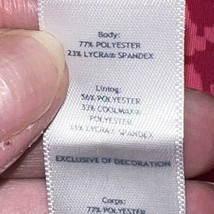 Body:
77% POLYESTER
23% LYCRA® SPANDEX
Lining:
56% POLYESTER
33% COOLMAX®
POLYESTER
11% LYCRA® SPANDEX
EXCLUSIVE OF DECORATION
Corps:
77% POLYESTER